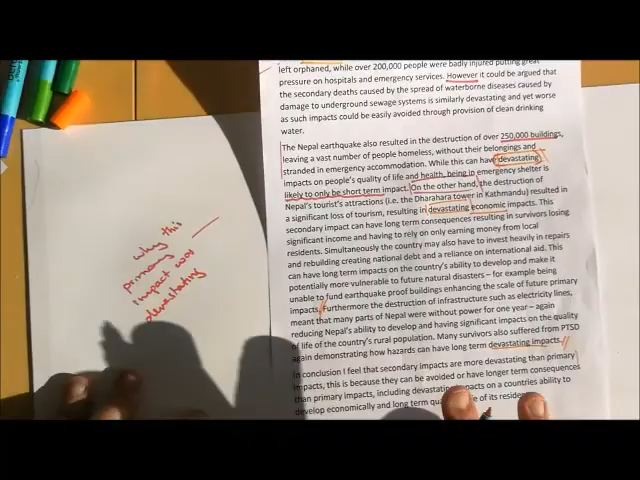 left orphaned, while over 200,000 people were badly injured putting great
pressure on hospitals and emergency services. However it could be argued that
the secondary deaths caused by the spread of waterborne diseases caused by
damage to underground sewage systems is similarly devastating and yet worse
as such impacts could be easily avoided through provision of clean drinking
water.
The Nepal earthquake also resulted in the destruction of over 250,000 buildings,
leaving a vast number of people homeless, without their belongings and
stranded in emergency accommodation. While this can have devastating
impacts on people's quality of life and health, being in emergency shelter is
likely to only be short term impact. On the other hand, the destruction of
Nepal's tourist's attractions (i.e. the Dharahara tower in Kathmandu) resulted in
a significant loss of tourism, resulting in devastating economic impacts. This
secondary impact can have long term consequences resulting in survivors losing
significant income and having to rely on only earning money from local
residents. Simultaneously the country may also have to invest heavily in repairs
and rebuilding creating national debt and a reliance on international aid. This
can have long term impacts on the country's ability to develop and make it
potentially more vulnerable to future natural disasters – for example being
unable to fund earthquake proof buildings enhancing the scale of future primary
impacts. Furthermore the destruction of infrastructure such as electricity lines,
meant that many parts of Nepal were without power for one year – again
reducing Nepal's ability to develop and having significant impacts on the quality
of life of the country's rural population. Many survivors also suffered from PTSD
again demonstrating how hazards can have long term devastating impacts.
In conclusion I feel that secondary impacts are more devastating than primary
impacts, this is because they can be avoided or have longer term consequences
than primary impacts, including devastating impacts on a countries ability to
develop economically and long term of its
why this
primary
impact was
devastating